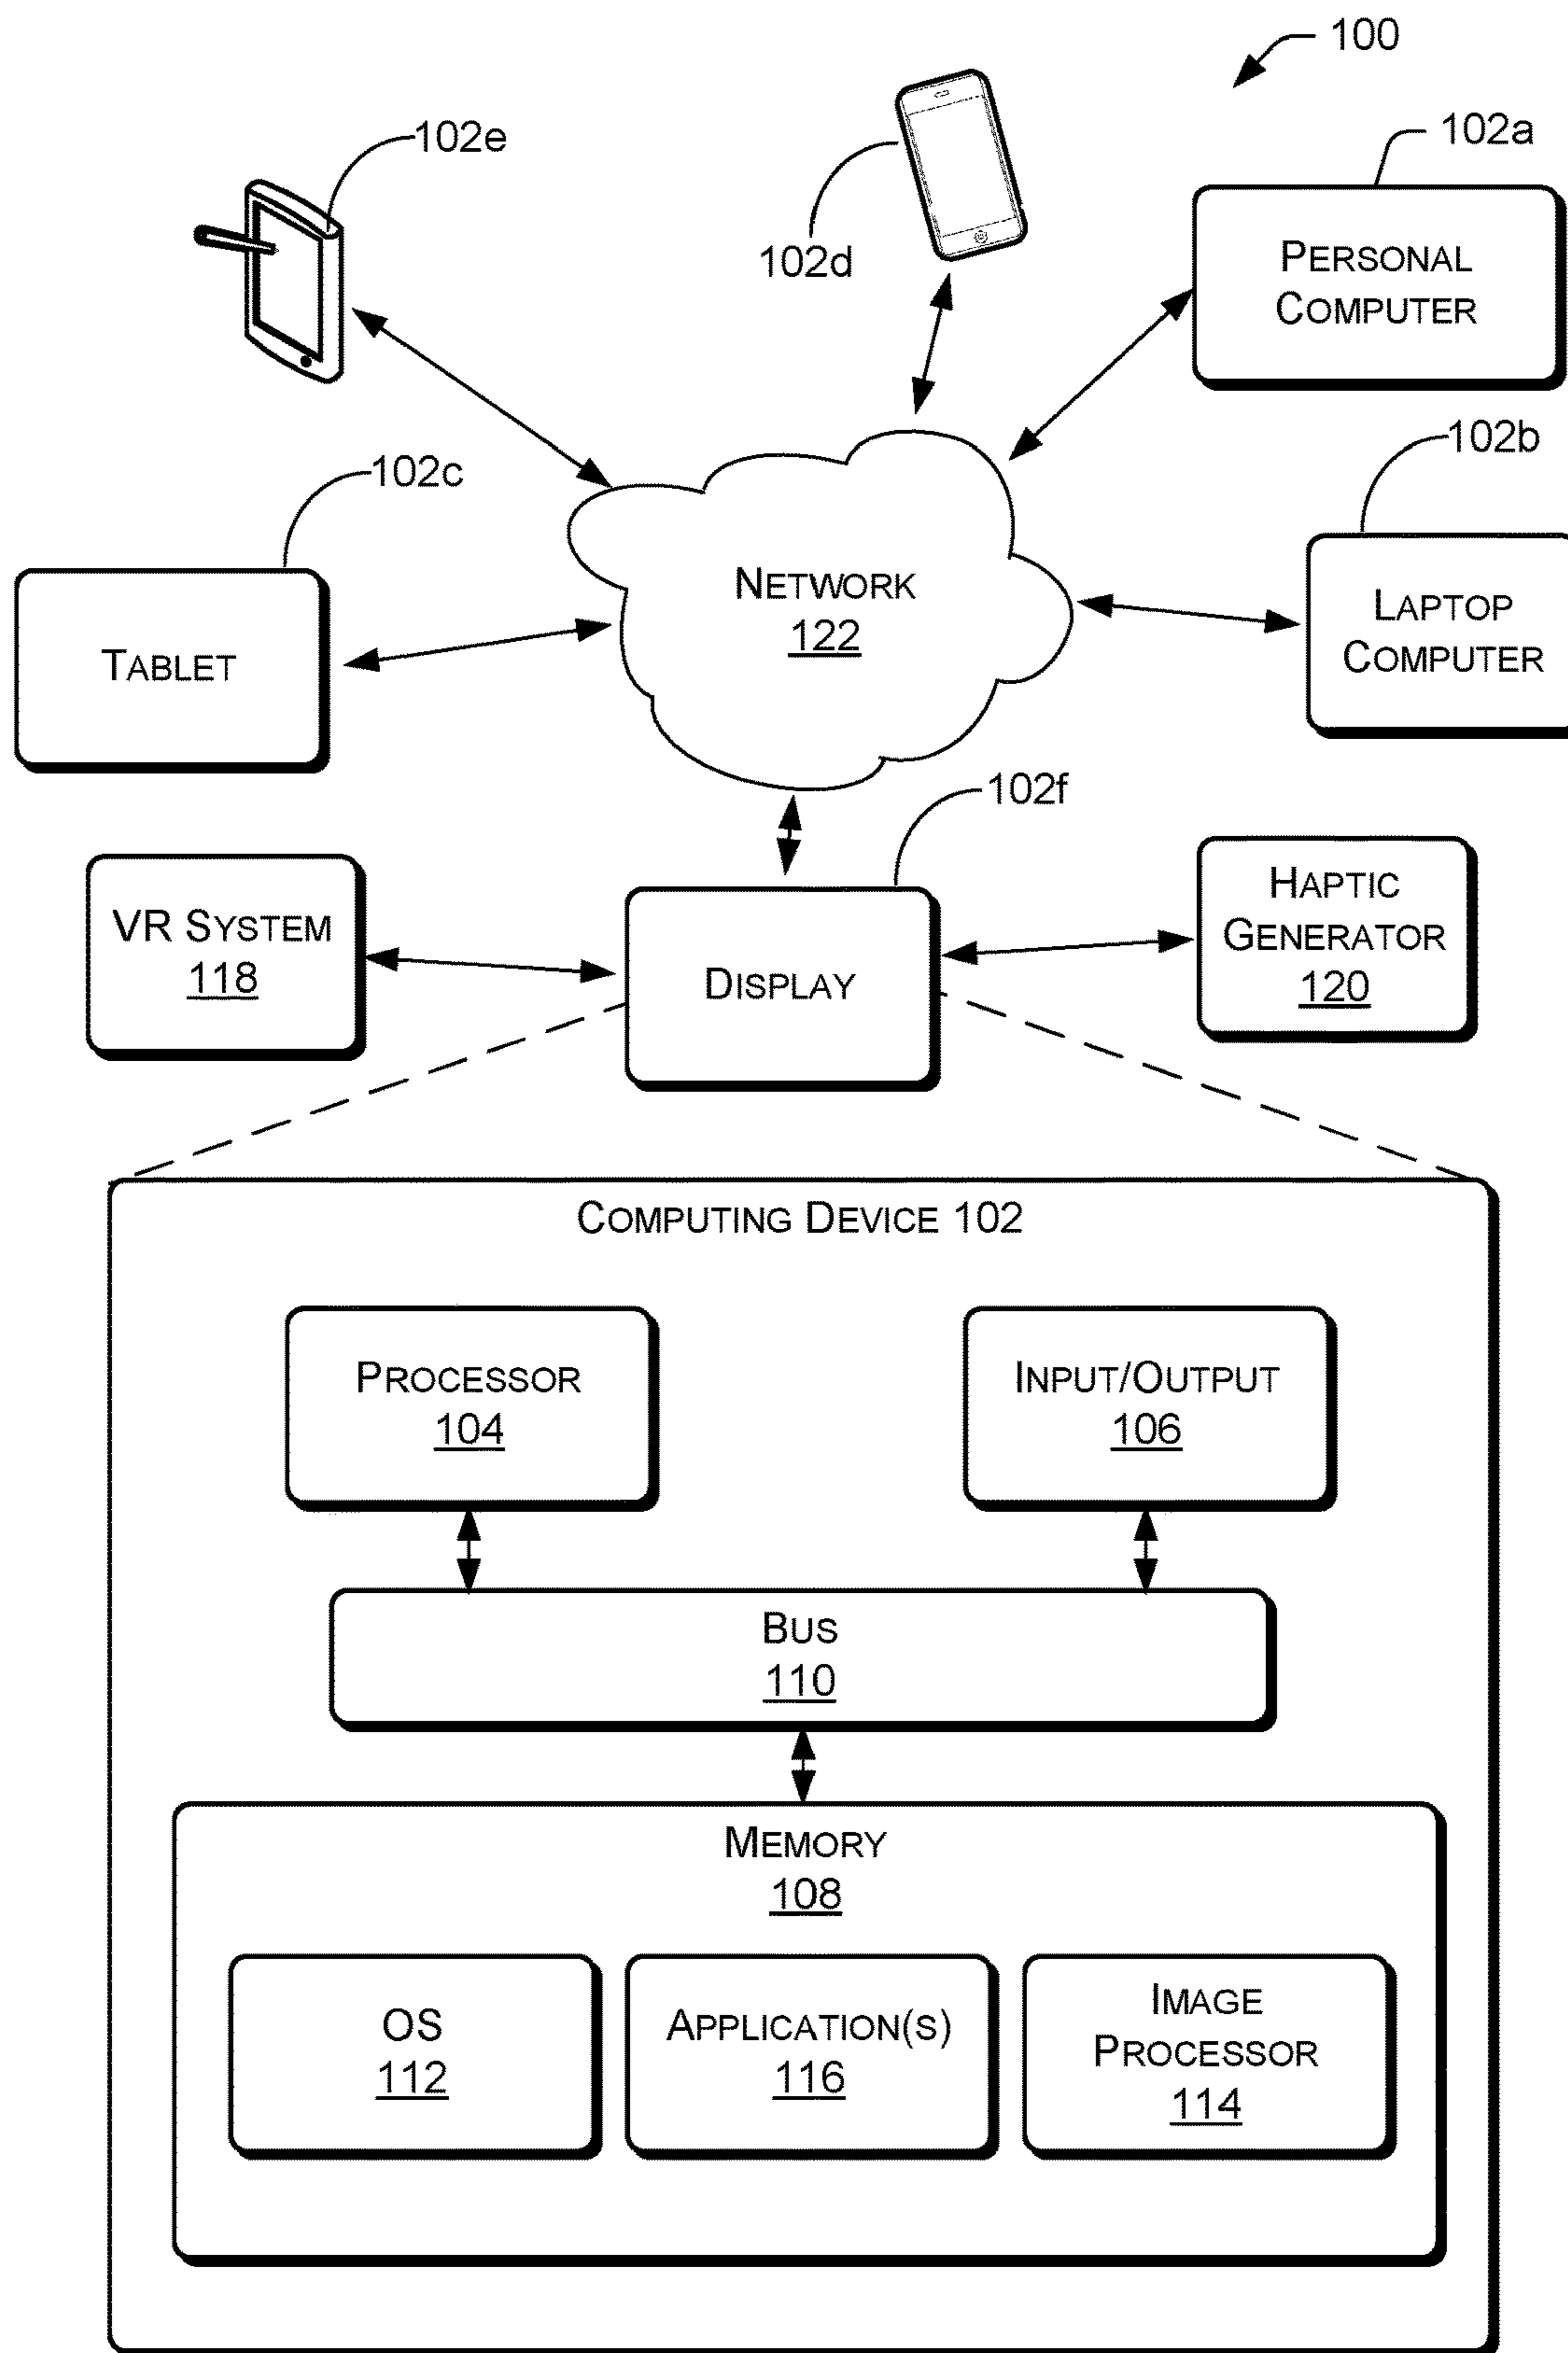 100
102e
102a
102d
PERSONAL
COMPUTER
102b
102c
NETWORK
122
LAPTOP
COMPUTER
TABLET
102f
HAPTIC
GENERATOR
120
VR SYSTEM
118
DISPLAY
COMPUTING DEVICE 102
PROCESSOR
104
INPUT/OUTPUT
106
BUS
110
MEMORY
108
OS
112
APPLICATION(S)
116
IMAGE
PROCESSOR
114